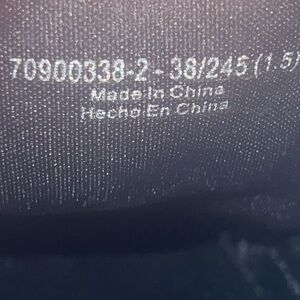 70900338-2 - 38/245 (1.5)
Made In China
Hecho En China